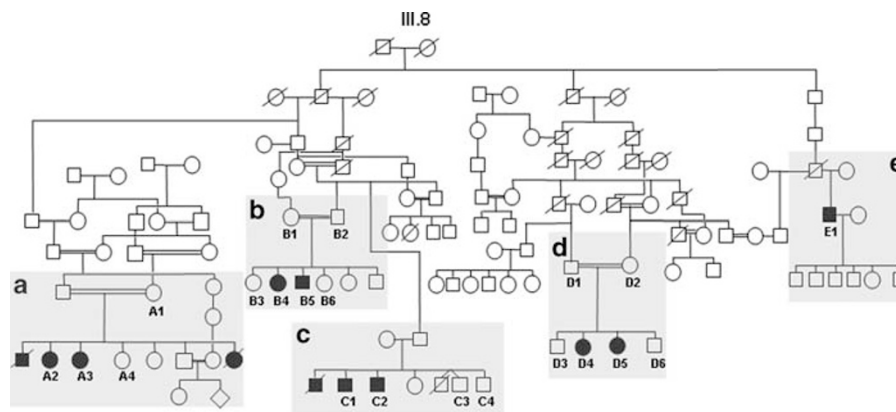 III.8
e
b
B1 B2
E1
d
D1 D2
a
A1
B3 B4 B5 B6
c
A2 A3 A4
D3 D4 D5 D6
C1 C2 C3 C4